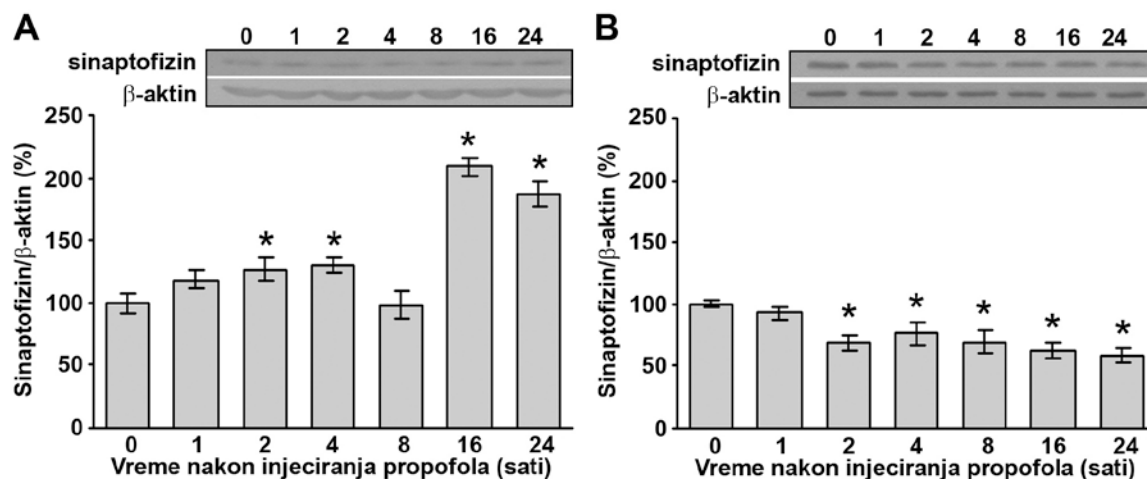 A
0 1 2 4 8 16 24
sinaptofizin
β-aktin
Sinaptofizin/β-aktin (%)
250
200
150
100
50
0
* * * *
0 1 2 4 8 16 24
Vreme nakon injeciranja propofola (sati)
B
0 1 2 4 8 16 24
sinaptofizin
β-aktin
Sinaptofizin/β-aktin (%)
250
200
150
100
50
0
* * * * *
0 1 2 4 8 16 24
Vreme nakon injeciranja propofola (sati)